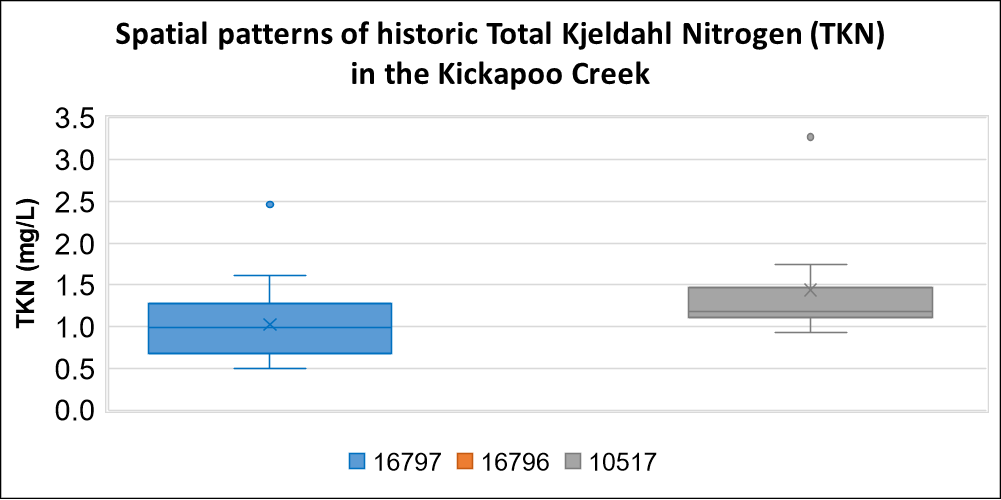 Spatial patterns of historic Total Kjeldahl Nitrogen (TKN)
in the Kickapoo Creek
TKN (mg/L)
3.5
3.0
2.5
2.0
1.5
1.0
0.5
0.0
16797 16796 10517